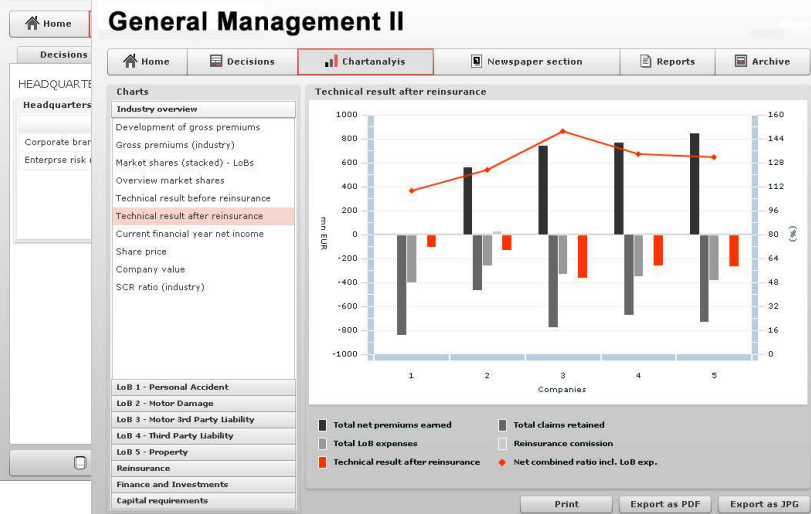 General Management II
Home
Home
Decisions
Chartanalyis
Newspaper section
Reports
Archive
Decisions
HEADQUARTE
Headquarters
Corporate bran
Enterprse risk
Charts
Industry overview
Development of gross premiums
Gross premiums (industry)
Market shares (stacked) - LoBs
Overview market shares
Technical result before reinsurance
Technical result after reinsurance
Current financial year net income
Share price
Company value
SCR ratio (industry)
LoB 1 - Personal Accident
LoB 2 - Motor Damage
LoB 3 - Motor 3rd Party Liability
LoB 4 - Third Party Liability
LoB 5 - Property
Reinsurance
Finance and Investments
Capital requirements
Technical result after reinsurance
1000
800
600
400
200
0
-200
-400
-600
-800
-1000
mn EUR
160
144
128
112
96
80
64
48
32
16
0
(%)
1
2
3
4
5
Companies
Total net premiums earned
Total claims retained
Total LoB expenses
Reinsurance comission
Technical result after reinsurance
Net combined ratio incl. LoB exp.
Print
Export as PDF
Export as JPG